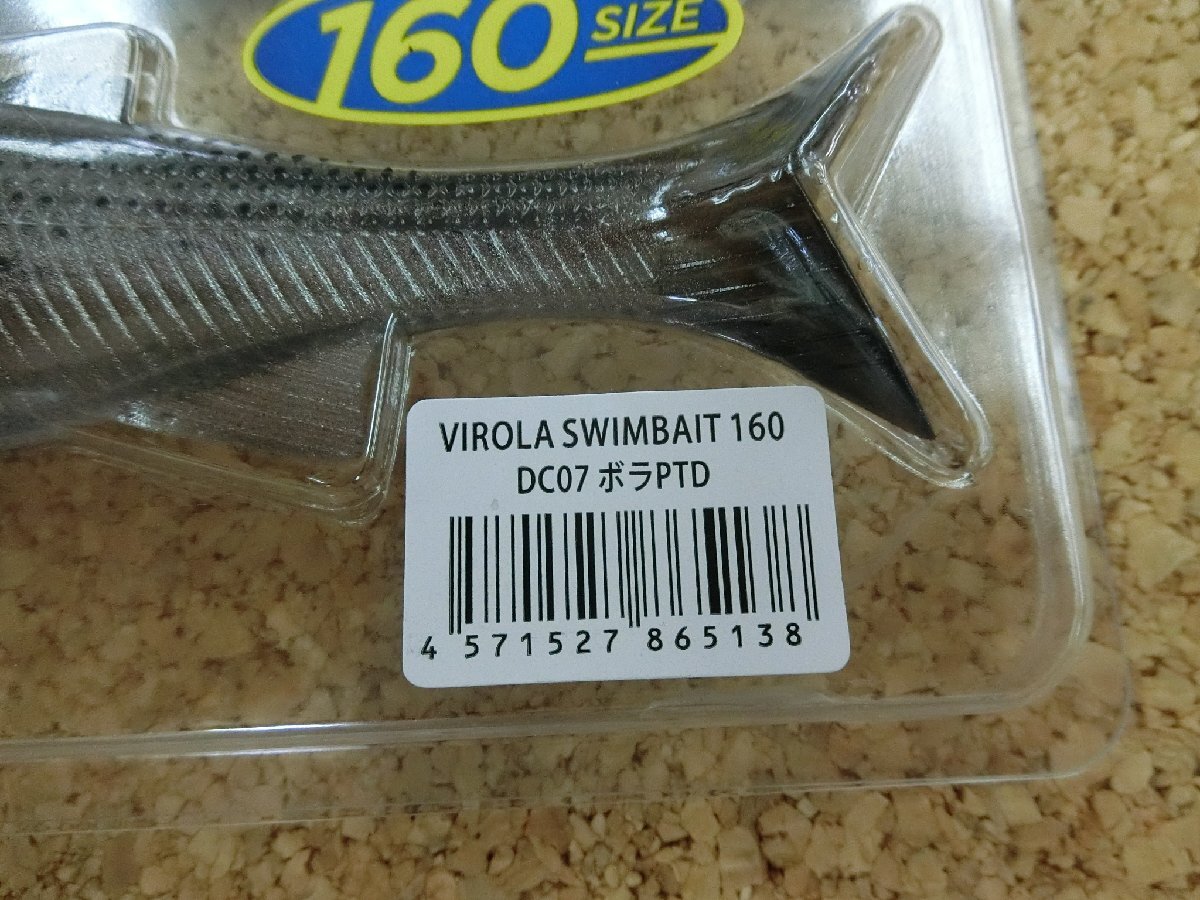 160 SIZE
VIROLA SWIMBAIT 160
DC07 ボラPTD
4 571527 865138